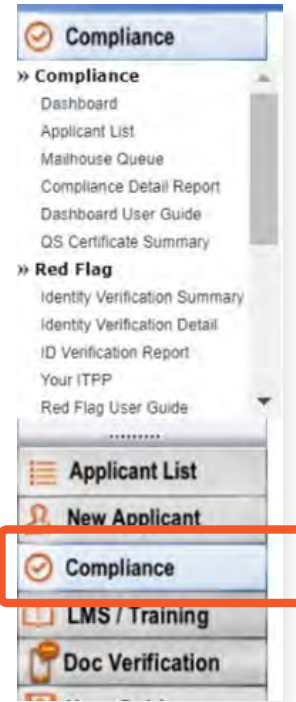 Compliance
» Compliance
Dashboard
Applicant List
Mailhouse Queue
Compliance Detail Report
Dashboard User Guide
QS Certificate Summary
» Red Flag
Identity Verification Summary
Identity Verification Detail
ID Verification Report
Your ITPP
Red Flag User Guide
Applicant List
New Applicant
Compliance
LMS / Training
Doc Verification